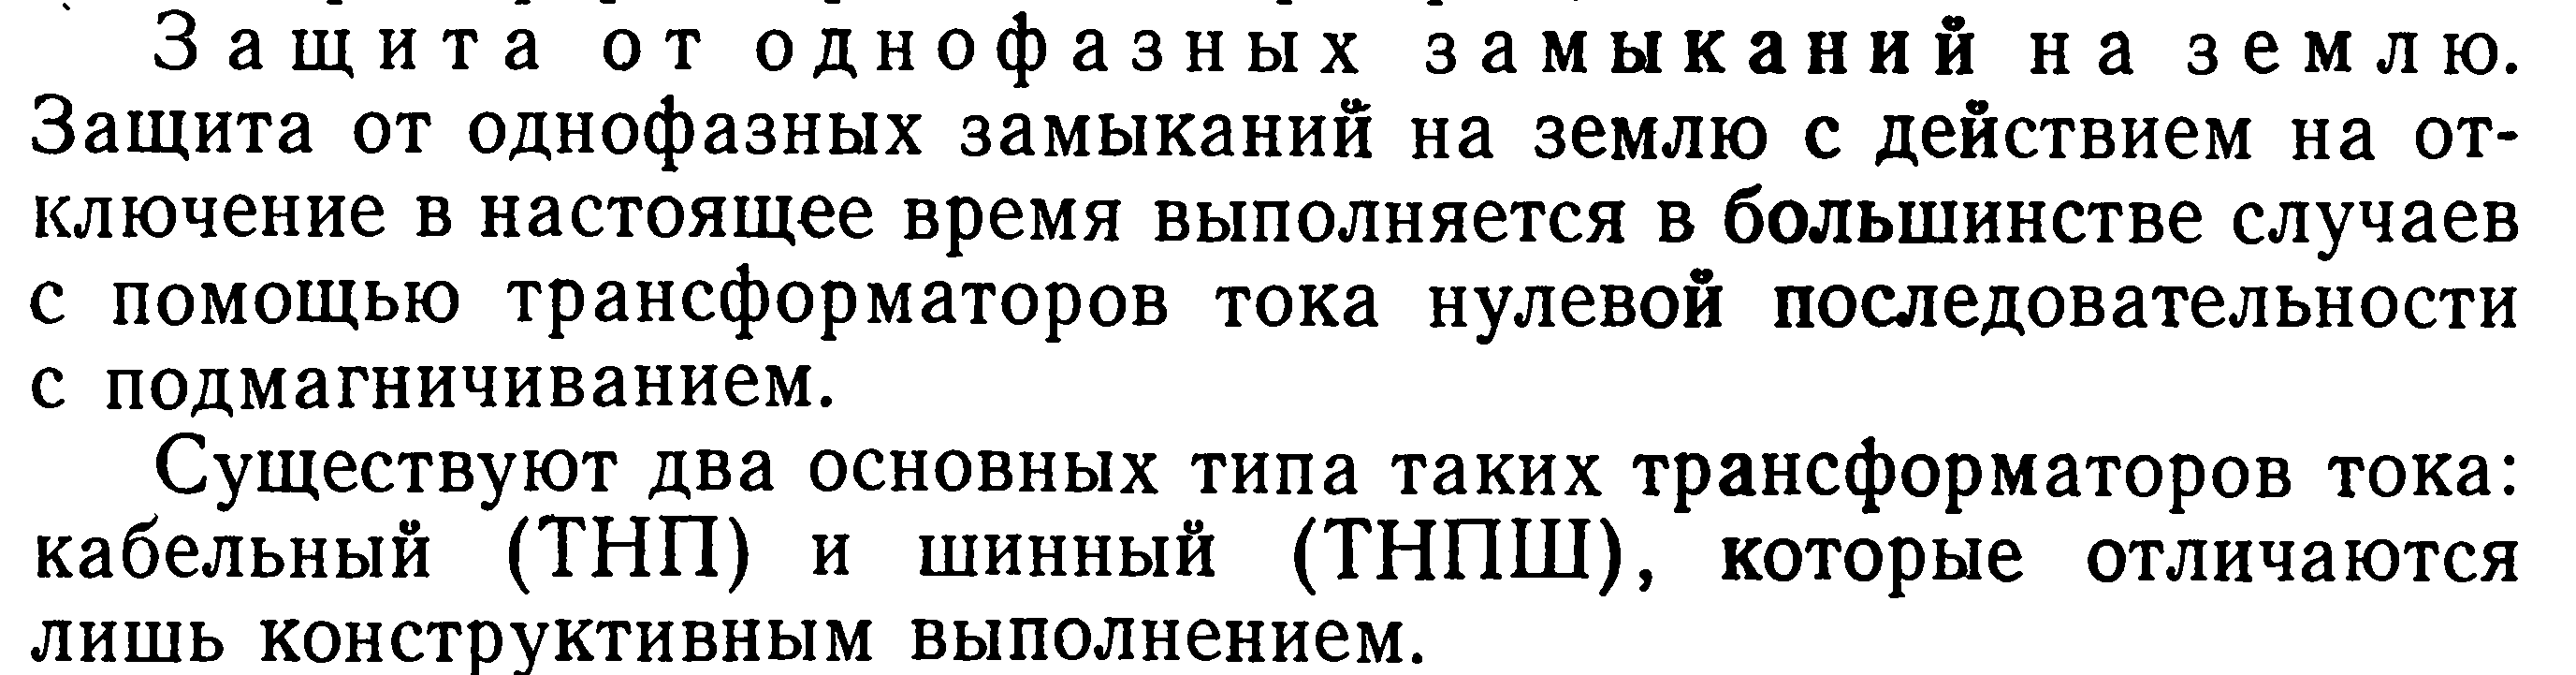 Защита от однофазных замыканий на землю.
Защита от однофазных замыканий на землю с действием на от-
ключение в настоящее время выполняется в большинстве случаев
с помощью трансформаторов тока нулевой последовательности
с подмагничиванием.
Существуют два основных типа таких трансформаторов тока:
кабельный (ТНП) и шинный (ТНПШ), которые отличаются
лишь конструктивным выполнением.